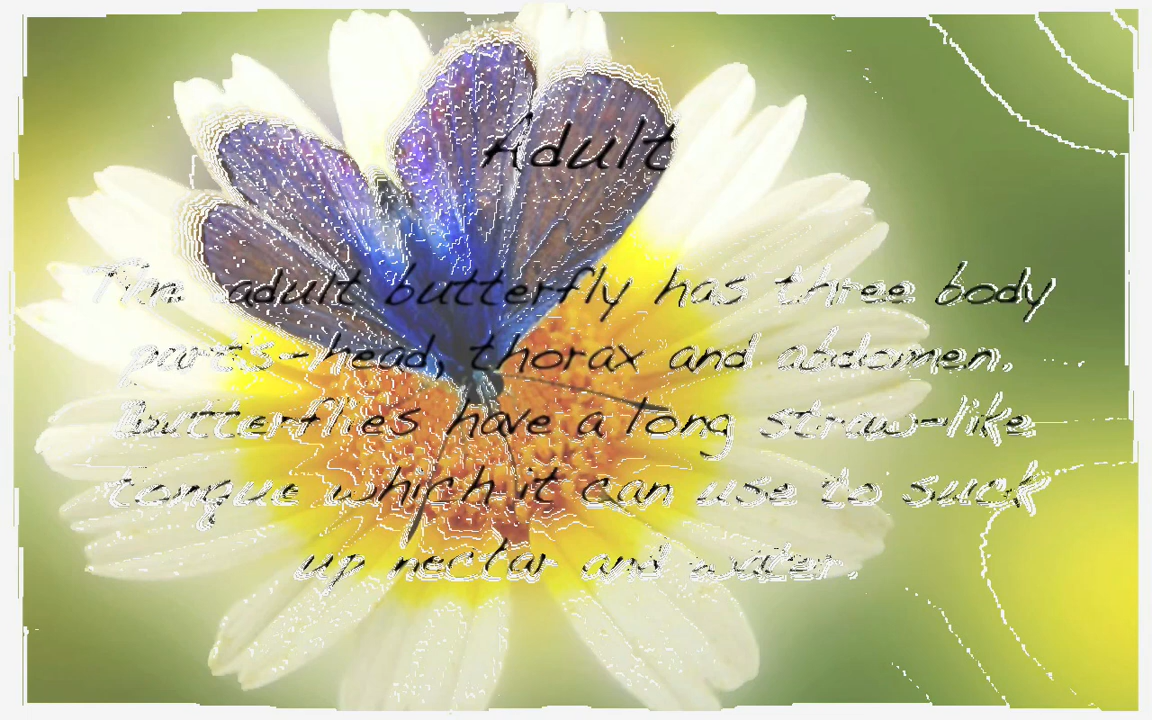 Adult
The adult butterfly has three body
parts-head, thorax and abdomen.
Butterflies have a long straw-like
tongue which it can use to suck
up nectar and water.